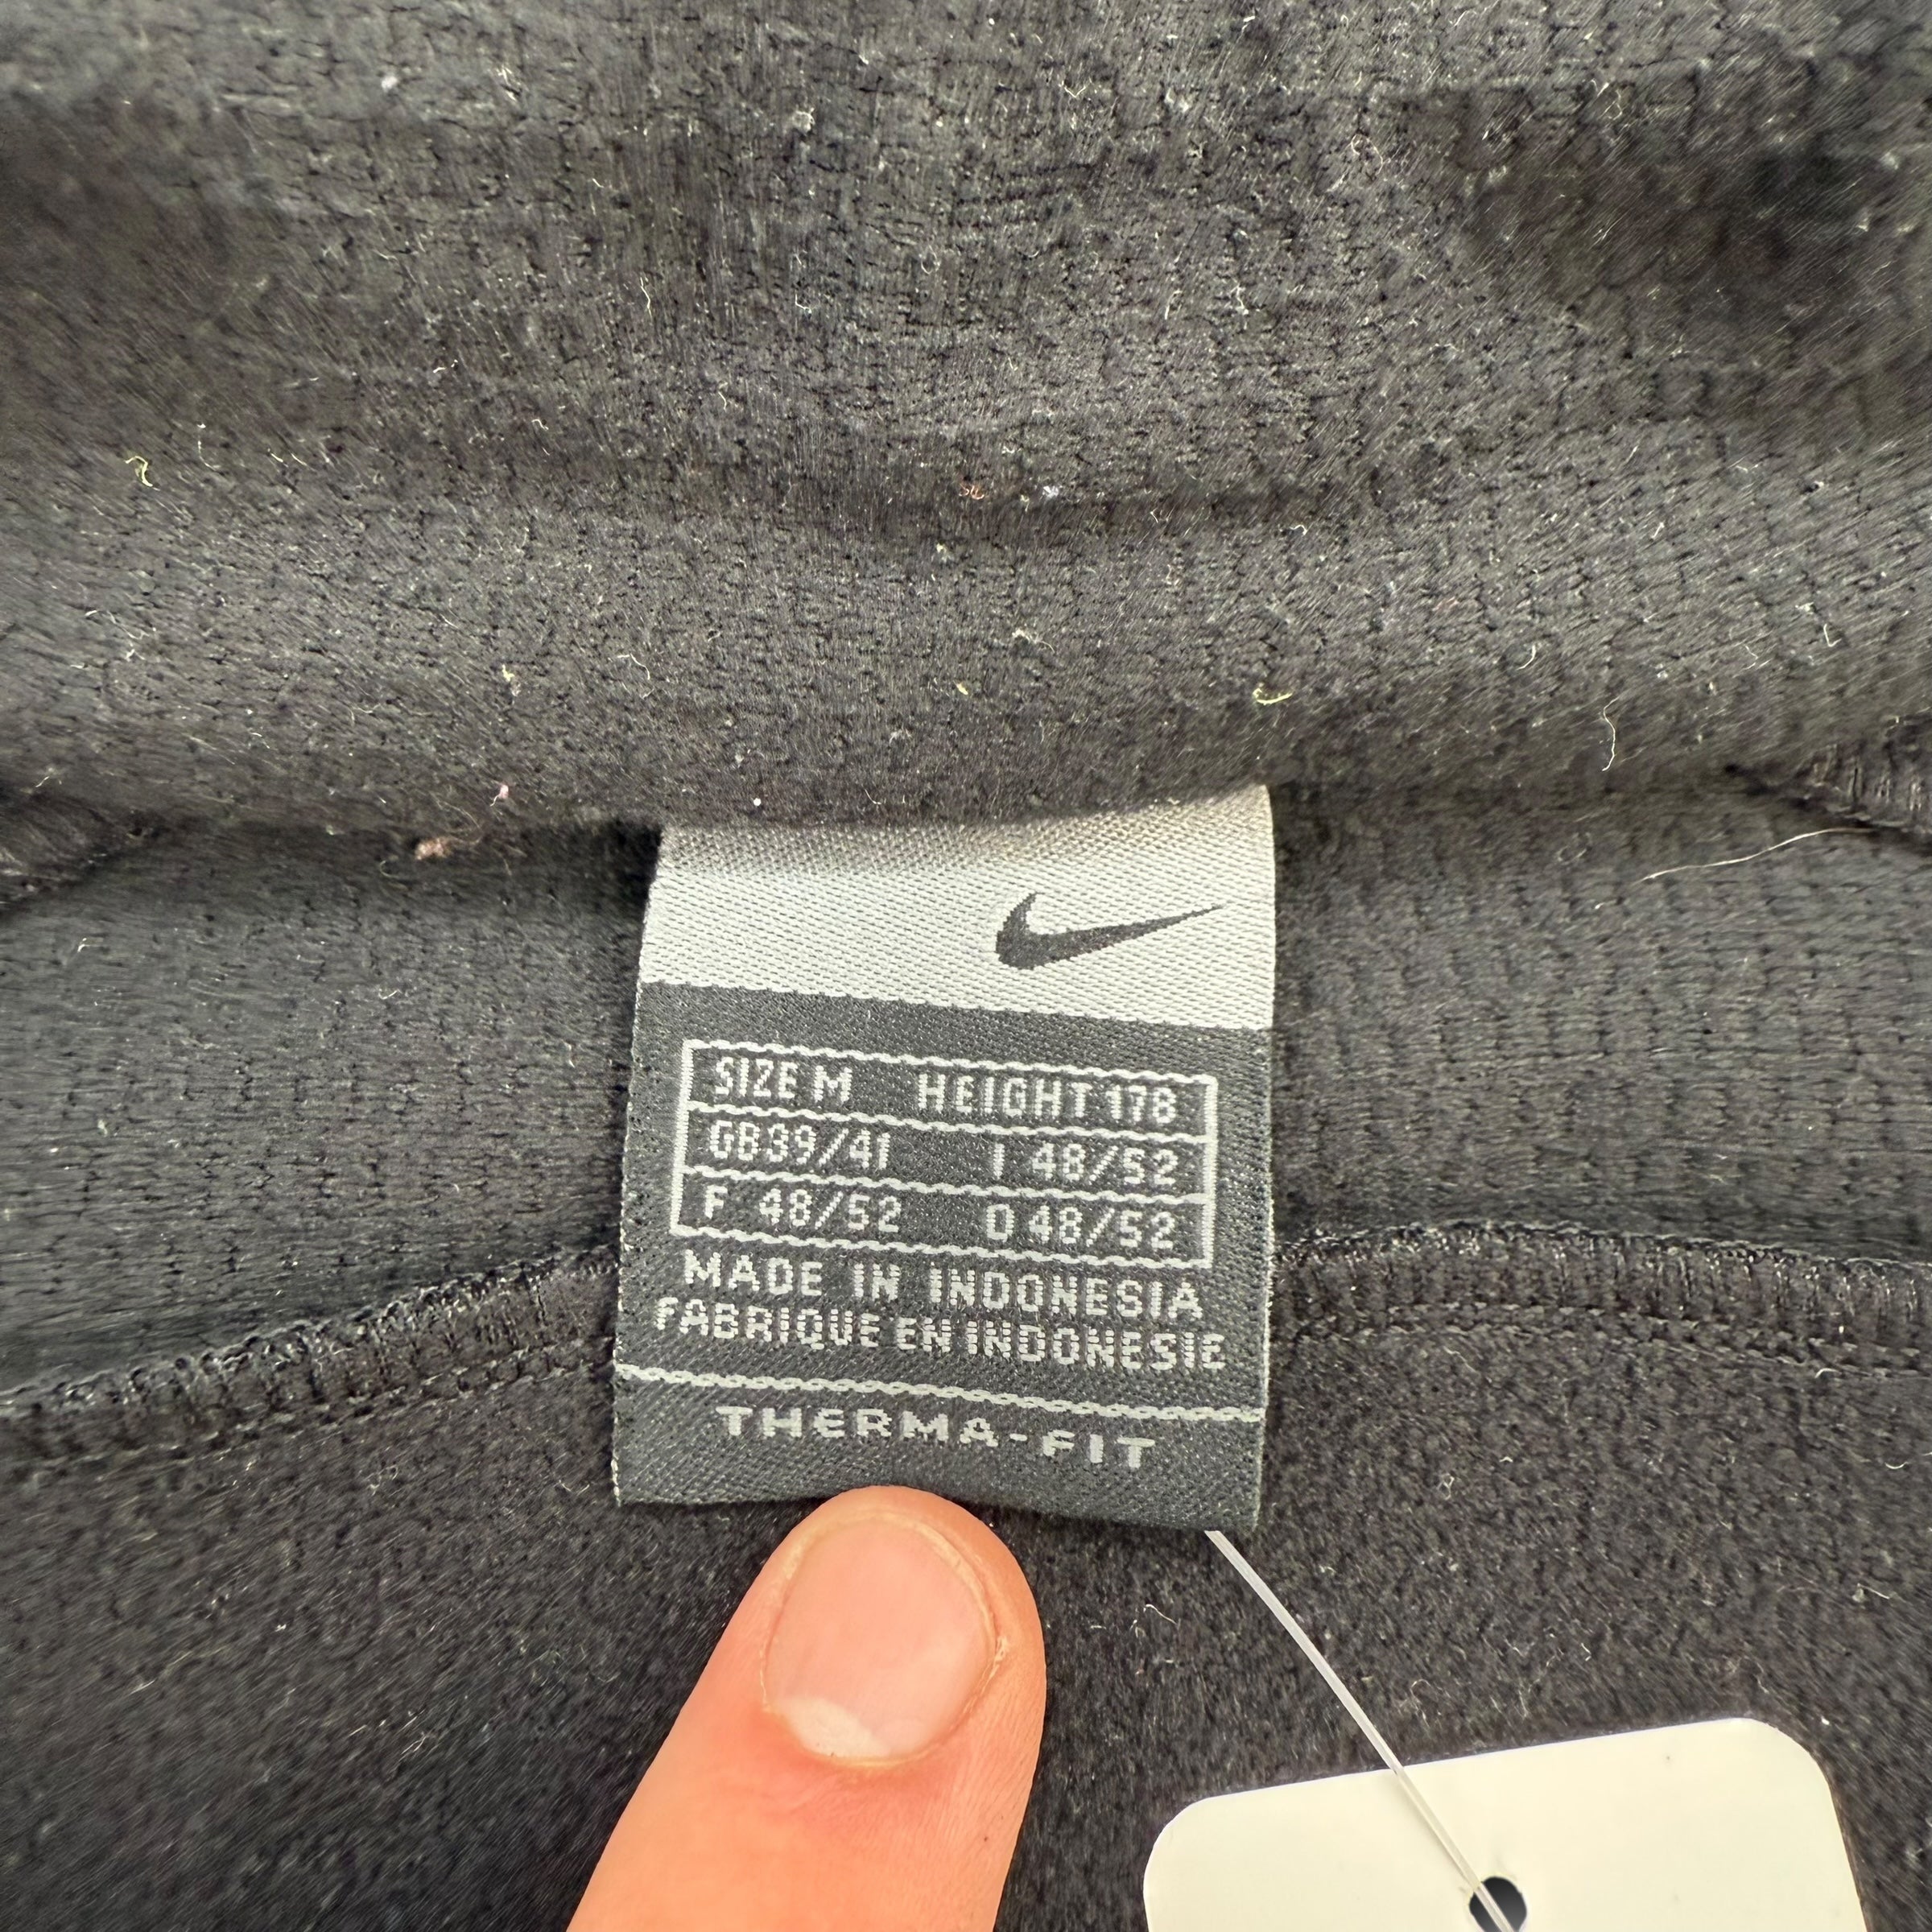 SIZE M HEIGHT 178
GB39/41 I 48/52
F 48/52 D 48/52
MADE IN INDONESIA
FABRIQUE EN INDONESIE
THERMA-FIT